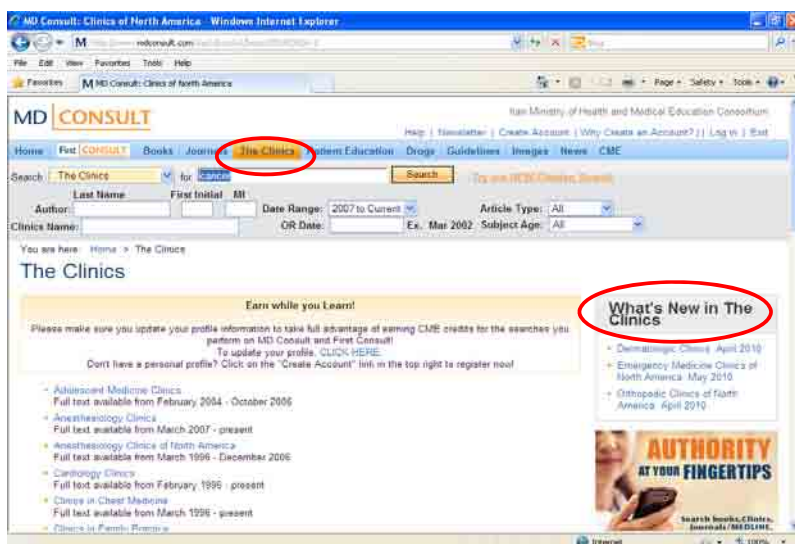 MD Consult: Clinics of North America - Windows Internet Explorer
M mdconsult.com
File Edit View Favorites Tools Help
Favorites M MD Consult: Clinics of North America
Page Safety Tools
MD CONSULT
Iran Ministry of Health and Medical Education Consortium
Help | Newsletter | Create Account | Why Create an Account? | Log in | Exit
Home First CONSULT Books Journals The Clinics Patient Education Drugs Guidelines Images News CME
Search The Clinics for cancer Search
Last Name First Initial MI
Author: Date Range: 2007 to Current Article Type: All
Clinics Name: OR Date: Ex. Mar 2002 Subject Age: All
You are here: Home > The Clinics
The Clinics
Earn while you Learn!
Please make sure you update your profile information to take full advantage of earning CME credits for the searches you
perform on MD Consult and First Consult!
To update your profile, CLICK HERE.
Don't have a personal profile? Click on the "Create Account" link in the top right to register now!
Adolescent Medicine Clinics
Full text available from February 2004 - October 2006
Anesthesiology Clinics
Full text available from March 2007 - present
Anesthesiology Clinics of North America
Full text available from March 1996 - December 2006
Cardiology Clinics
Full text available from February 1996 - present
Clinics in Chest Medicine
Full text available from March 1996 - present
Clinics in Family Practice
What's New in The
Clinics
Dermatologic Clinics April 2010
Emergency Medicine Clinics of
North America May 2010
Orthopedic Clinics of North
America April 2010
AUTHORITY
AT YOUR FINGERTIPS
Search books, Clinics,
Journals/MEDLINE,
Internet 100%